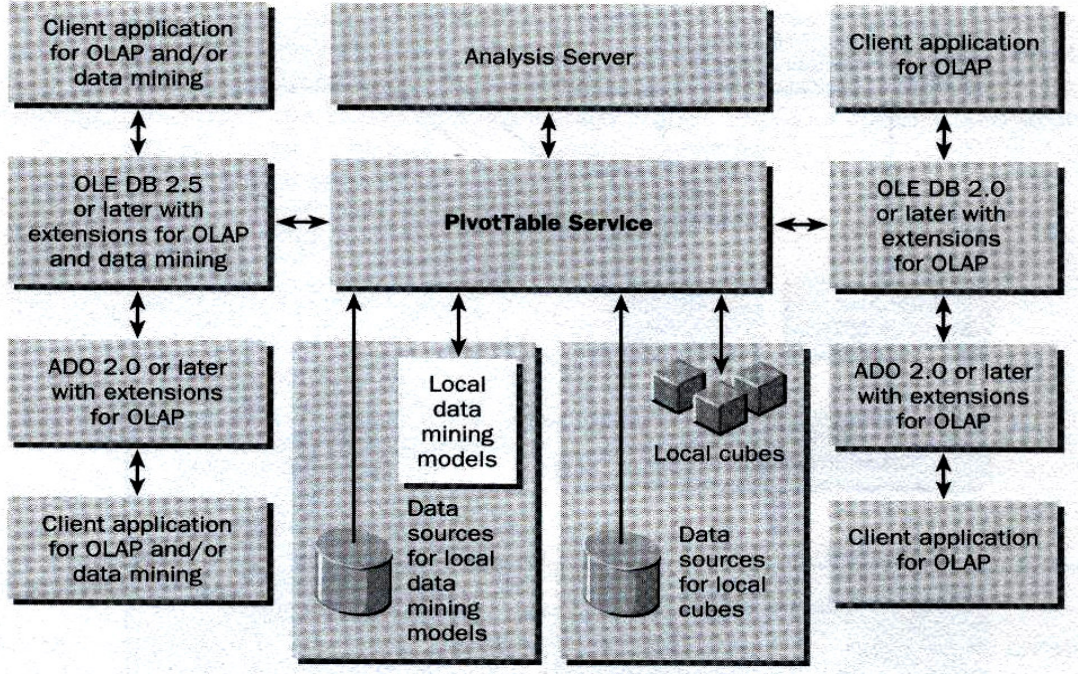 Client application
for OLAP and/or
data mining
Analysis Server
Client application
for OLAP
OLE DB 2.5
or later with
extensions for OLAP
and data mining
PivotTable Service
OLE DB 2.0
or later with
extensions
for OLAP
ADO 2.0 or later
with extensions
for OLAP
Local
data
mining
models
Local cubes
ADO 2.0 or later
with extensions
for OLAP
Client application
for OLAP and/or
data mining
Data
sources
for local
data
mining
models
Data
sources
for local
cubes
Client application
for OLAP